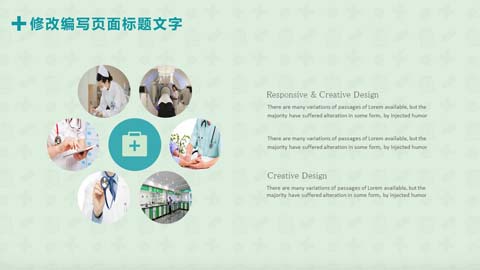 修改编写页面标题文字
Responsive & Creative Design
There are many variations of passages of Lorem available, but the
majority have suffered alteration in some form, by injected humor
There are many variations of passages of Lorem available, but the
majority have suffered alteration in some form, by injected humor
Creative Design
There are many variations of passages of Lorem available, but the
majority have suffered alteration in some form, by injected humor